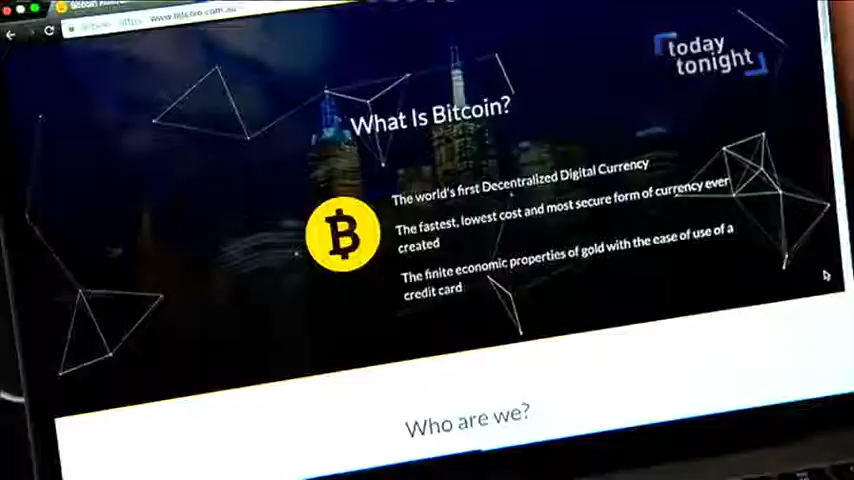 today
tonight
What Is Bitcoin?
The world's first Decentralized Digital Currency
The fastest, lowest cost and most secure form of currency ever
created
The finite economic properties of gold with the ease of use of a
credit card
Who are we?